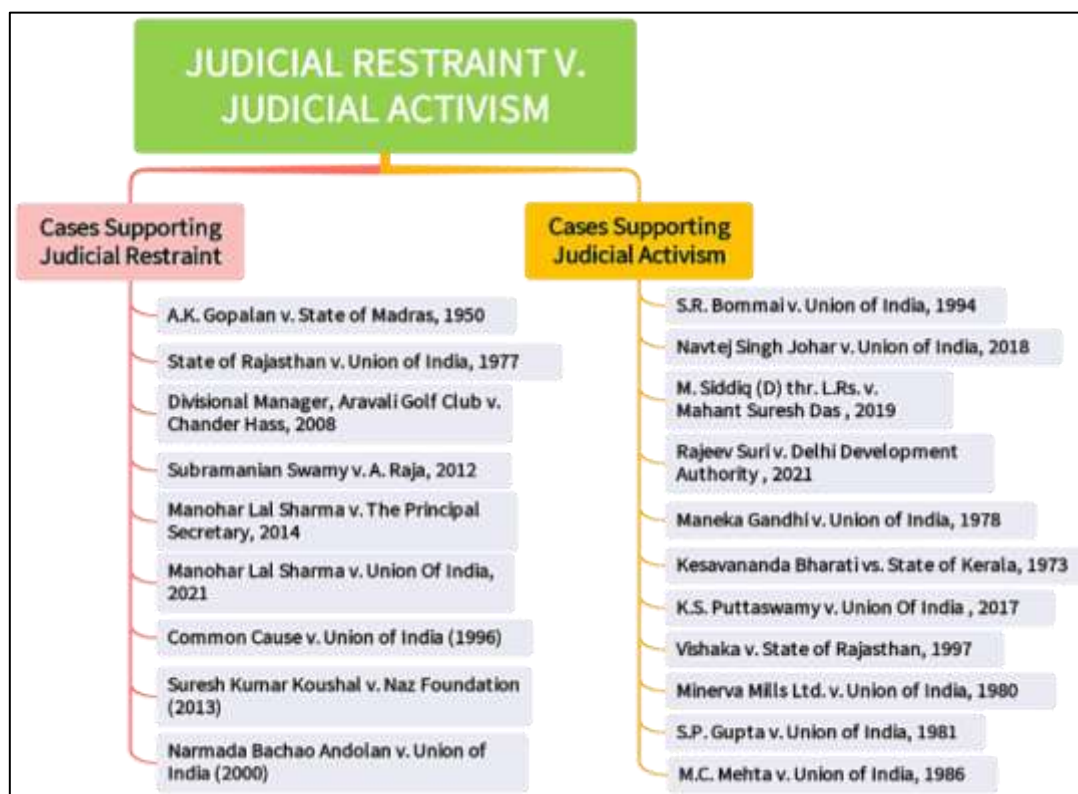 JUDICIAL RESTRAINT V.
JUDICIAL ACTIVISM
Cases Supporting
Judicial Restraint
A.K. Gopalan v. State of Madras, 1950
State of Rajasthan v. Union of India, 1977
Divisional Manager, Aravali Golf Club v.
Chander Hass, 2008
Subramanian Swamy v. A. Raja, 2012
Manohar Lal Sharma v. The Principal
Secretary, 2014
Manohar Lal Sharma v. Union Of India,
2021
Common Cause v. Union of India (1996)
Suresh Kumar Koushal v. Naz Foundation
(2013)
Narmada Bachao Andolan v. Union of
India (2000)
Cases Supporting
Judicial Activism
S.R. Bommai v. Union of India, 1994
Navtej Singh Johar v. Union of India, 2018
M. Siddiq (D) thr. L.Rs. v.
Mahant Suresh Das , 2019
Rajeev Suri v. Delhi Development
Authority , 2021
Maneka Gandhi v. Union of India, 1978
Kesavananda Bharati vs. State of Kerala, 1973
K.S. Puttaswamy v. Union Of India , 2017
Vishaka v. State of Rajasthan, 1997
Minerva Mills Ltd. v. Union of India, 1980
S.P. Gupta v. Union of India, 1981
M.C. Mehta v. Union of India, 1986